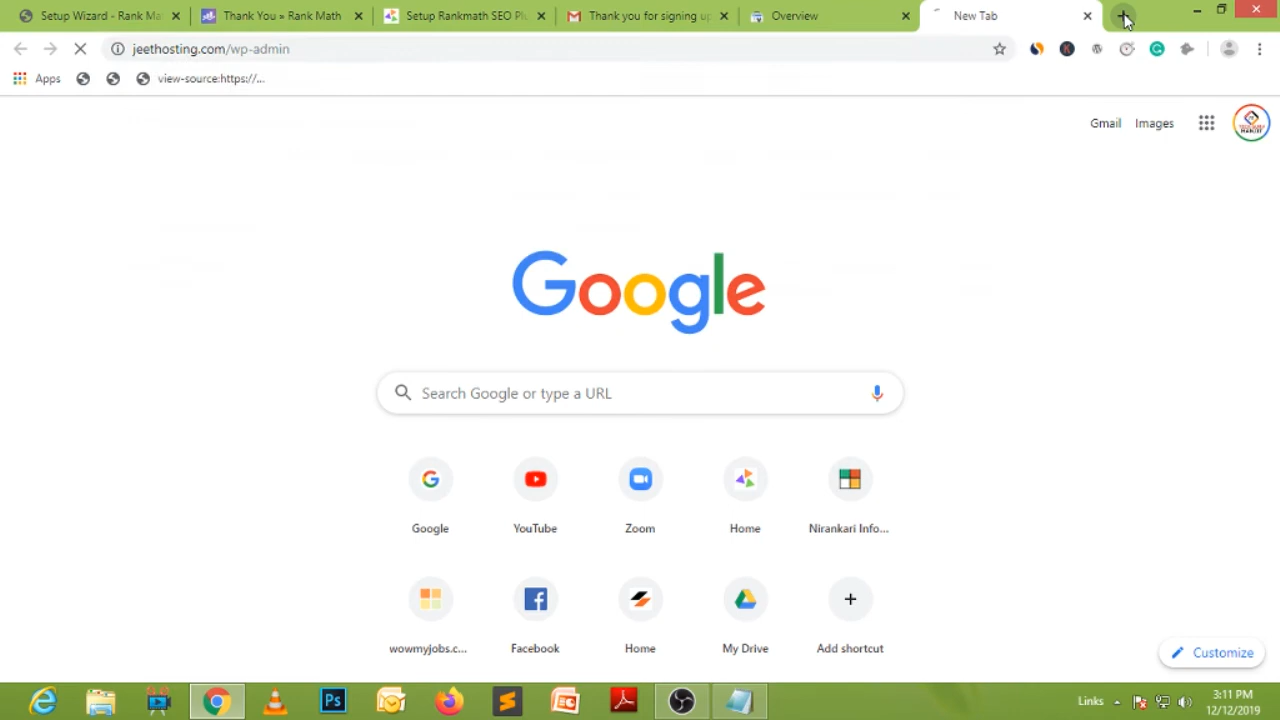 Setup Wizard - Rank Ma
Thank You » Rank Math
Setup Rankmath SEO Plu
Thank you for signing up
Overview
New Tab
jeethosting.com/wp-admin
Apps
view-source:https://...
Gmail
Images
Google
Search Google or type a URL
Google
YouTube
Zoom
Home
Nirankari Info...
wowmyjobs.c...
Facebook
Home
My Drive
Add shortcut
Customize
Links
3:11 PM
12/12/2019